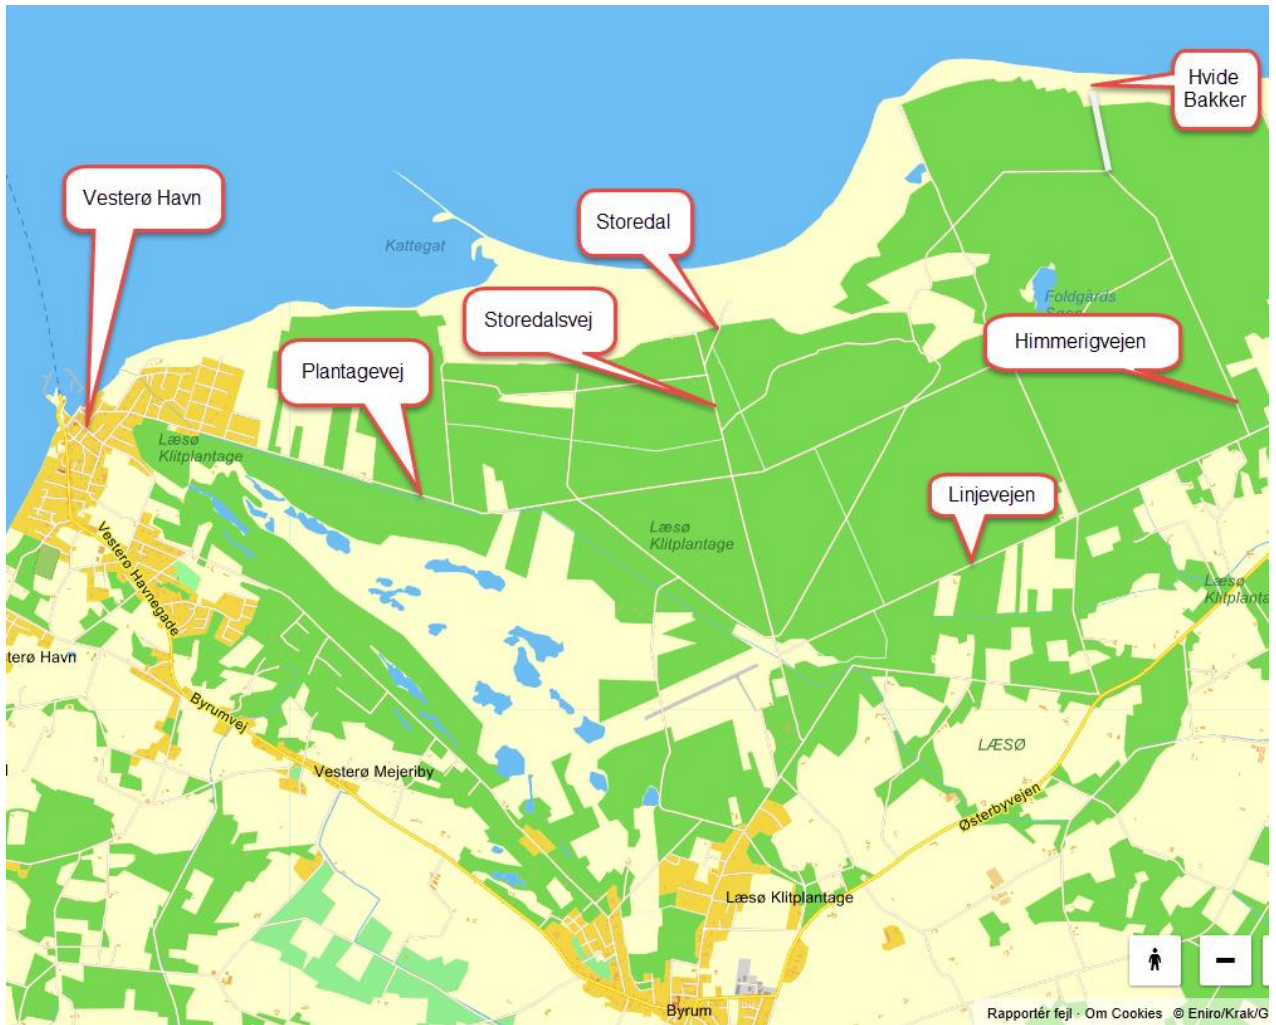 Hvide
Bakker
Vesterø Havn
Storedal
Kattegat
Storedalsvej
Foldgårds
Himmerigvejen
Plantagevej
Læsø
Klitplantage
Linjevejen
Læsø
Klitplantage
Vesterø Havnegade
Læsø
Klitplanta
terø Havn
Byrumvej
LÆSØ
Vesterø Mejeriby
Østerbyvejen
Læsø Klitplantage
Byrum
Rapportér fejl · Om Cookies © Eniro/Krak/G